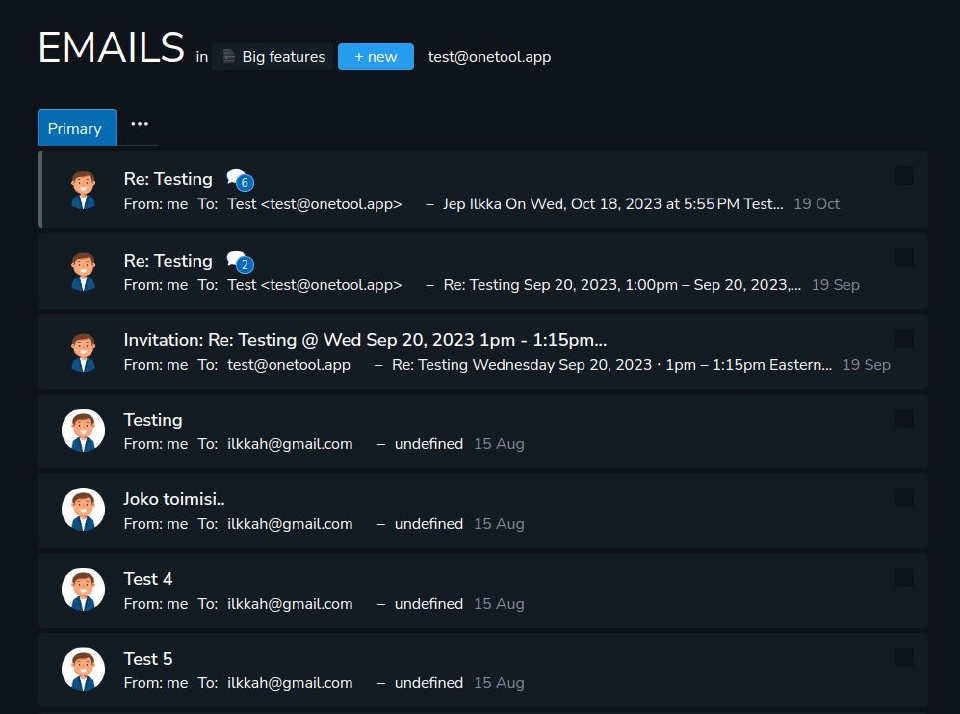 EMAILS in Big features + new test@onetool.app
Primary ...
Re: Testing 6
From: me To: Test <test@onetool.app> – Jep Ilkka On Wed, Oct 18, 2023 at 5:55 PM Test... 19 Oct
Re: Testing 2
From: me To: Test <test@onetool.app> – Re: Testing Sep 20, 2023, 1:00pm – Sep 20, 2023,... 19 Sep
Invitation: Re: Testing @ Wed Sep 20, 2023 1pm - 1:15pm...
From: me To: test@onetool.app – Re: Testing Wednesday Sep 20, 2023 · 1pm – 1:15pm Eastern... 19 Sep
Testing
From: me To: ilkkah@gmail.com – undefined 15 Aug
Joko toimisi..
From: me To: ilkkah@gmail.com – undefined 15 Aug
Test 4
From: me To: ilkkah@gmail.com – undefined 15 Aug
Test 5
From: me To: ilkkah@gmail.com – undefined 15 Aug